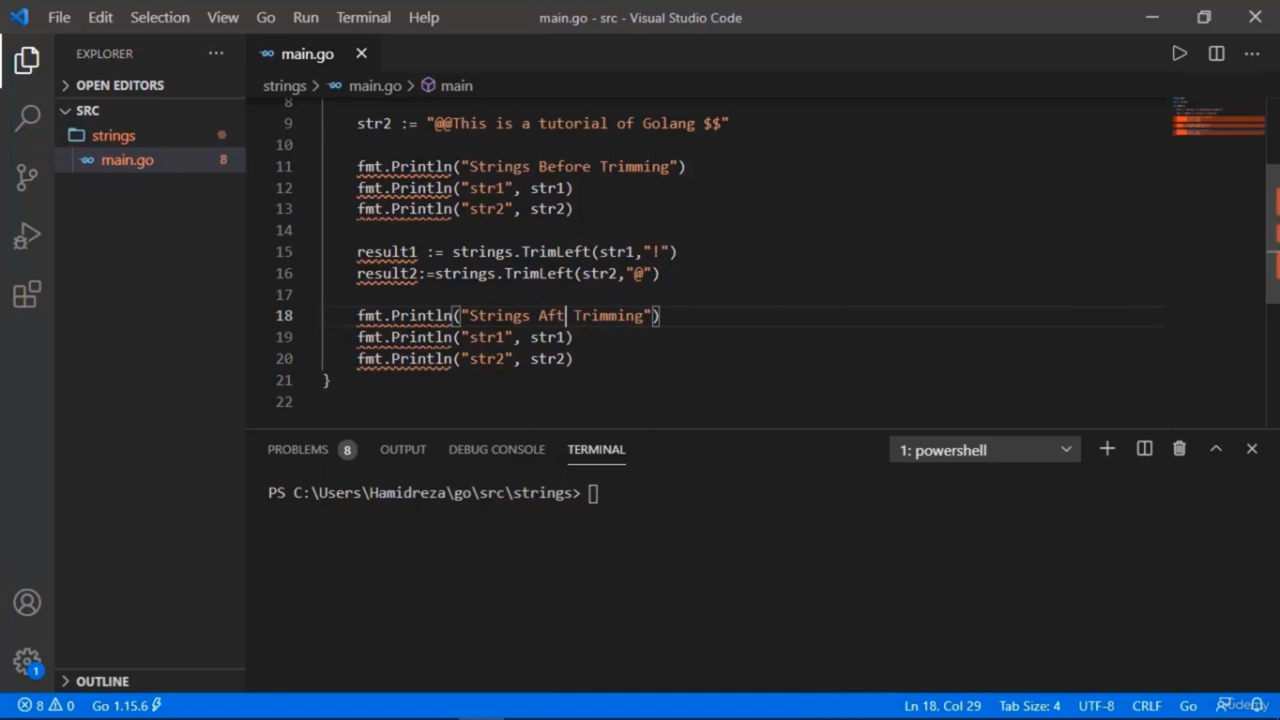 File Edit Selection View Go Run Terminal Help main.go - src - Visual Studio Code
EXPLORER
OPEN EDITORS
SRC
strings
main.go 8
OUTLINE
main.go
strings > main.go > main
8
9 str2 := "@@This is a tutorial of Golang $$"
10
11 fmt.Println("Strings Before Trimming")
12 fmt.Println("str1", str1)
13 fmt.Println("str2", str2)
14
15 result1 := strings.TrimLeft(str1,"!")
16 result2:=strings.TrimLeft(str2,"@")
17
18 fmt.Println("Strings Aft Trimming")
19 fmt.Println("str1", str1)
20 fmt.Println("str2", str2)
21 }
22
PROBLEMS 8 OUTPUT DEBUG CONSOLE TERMINAL 1: powershell
PS C:\Users\Hamidreza\go\src\strings>
1
8 0 Go 1.15.6 Ln 18, Col 29 Tab Size: 4 UTF-8 CRLF Go